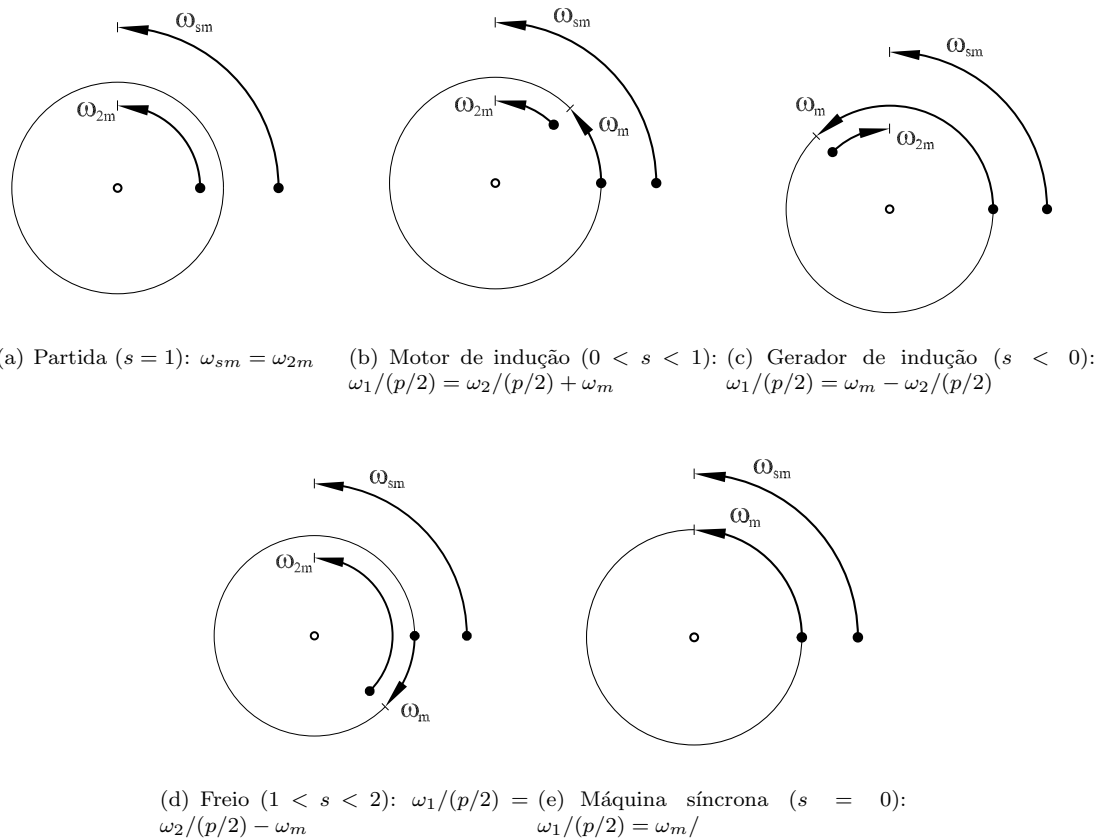 ω_sm
ω_2m
ω_sm
ω_2m
ω_m
ω_sm
ω_m
ω_2m
a) Partida (s = 1): ω_sm = ω_2m
(b) Motor de indução (0 < s < 1):
ω_1/(p/2) = ω_2/(p/2) + ω_m
(c) Gerador de indução (s < 0):
ω_1/(p/2) = ω_m − ω_2/(p/2)
ω_sm
ω_2m
ω_m
ω_sm
ω_m
(d) Freio (1 < s < 2): ω_1/(p/2) =
ω_2/(p/2) − ω_m
(e) Máquina síncrona (s = 0):
ω_1/(p/2) = ω_m/